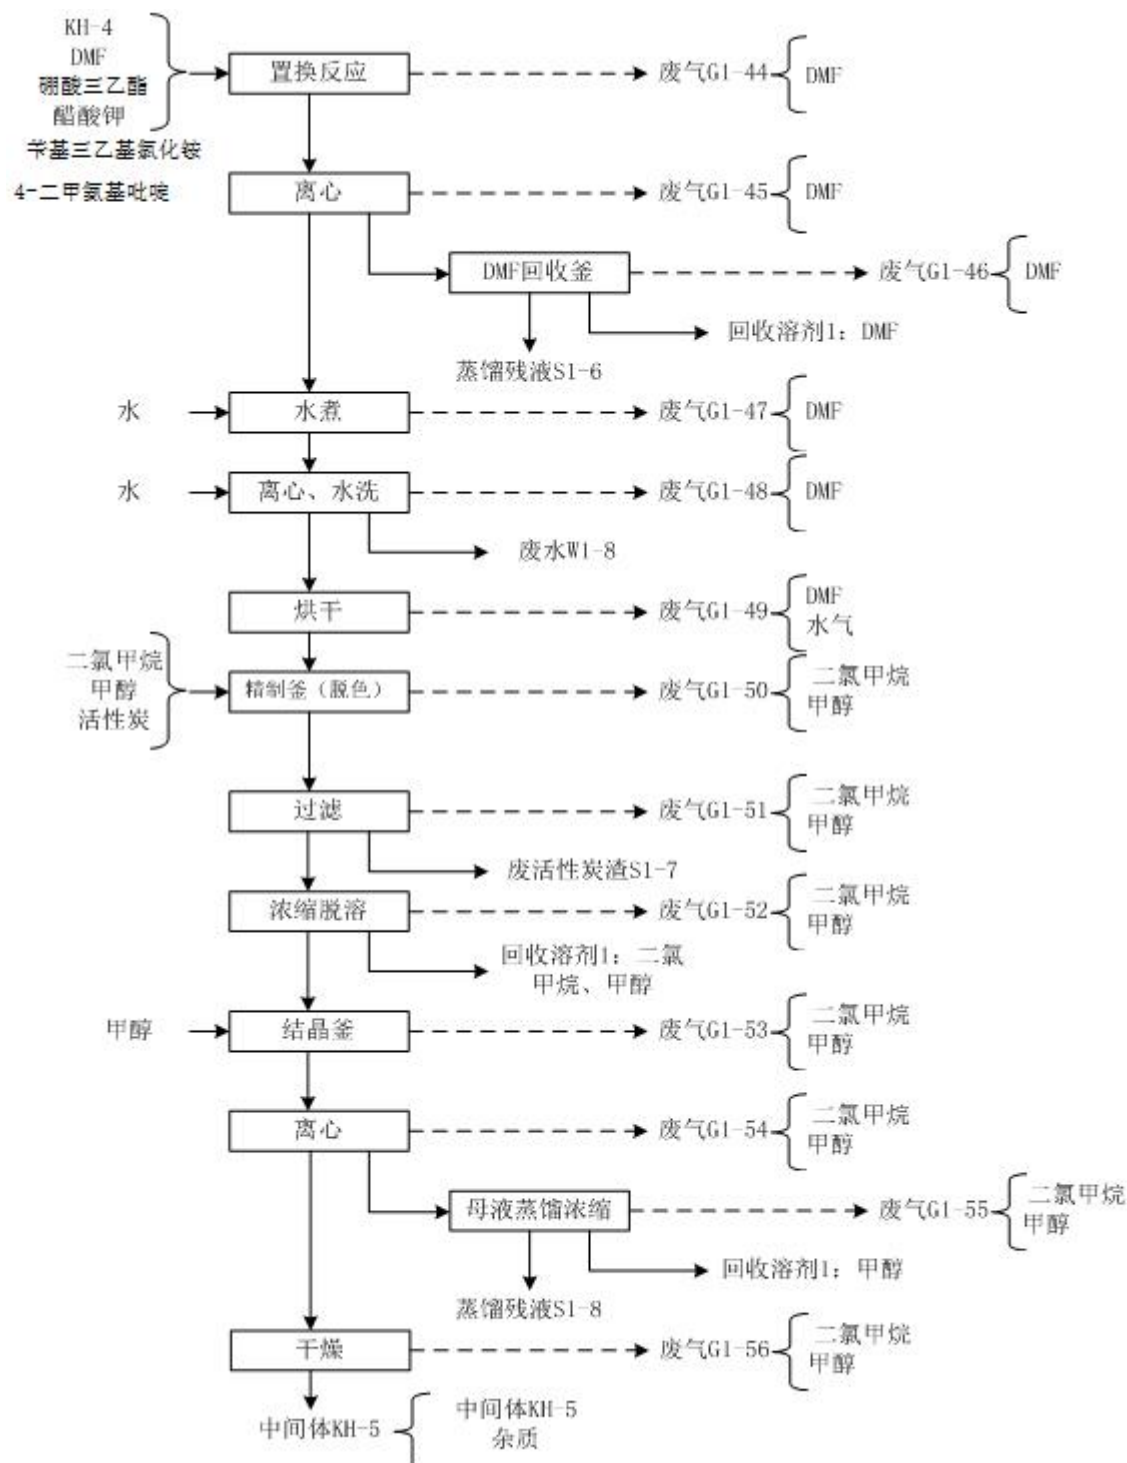 KH-4
DMF
硼酸三乙酯
醋酸钾
苄基三乙基氯化铵
4-二甲氨基吡啶
置换反应
废气G1-44
DMF
离心
废气G1-45
DMF
DMF回收釜
废气G1-46
DMF
回收溶剂1：DMF
蒸馏残液S1-6
水
水煮
废气G1-47
DMF
水
离心、水洗
废气G1-48
DMF
废水W1-8
烘干
废气G1-49
DMF
水气
二氯甲烷
甲醇
活性炭
精制釜（脱色）
废气G1-50
二氯甲烷
甲醇
过滤
废气G1-51
二氯甲烷
甲醇
废活性炭渣S1-7
浓缩脱溶
废气G1-52
二氯甲烷
甲醇
回收溶剂1：二氯
甲烷、甲醇
甲醇
结晶釜
废气G1-53
二氯甲烷
甲醇
离心
废气G1-54
二氯甲烷
甲醇
母液蒸馏浓缩
废气G1-55
二氯甲烷
甲醇
回收溶剂1：甲醇
蒸馏残液S1-8
干燥
废气G1-56
二氯甲烷
甲醇
中间体KH-5
中间体KH-5
杂质